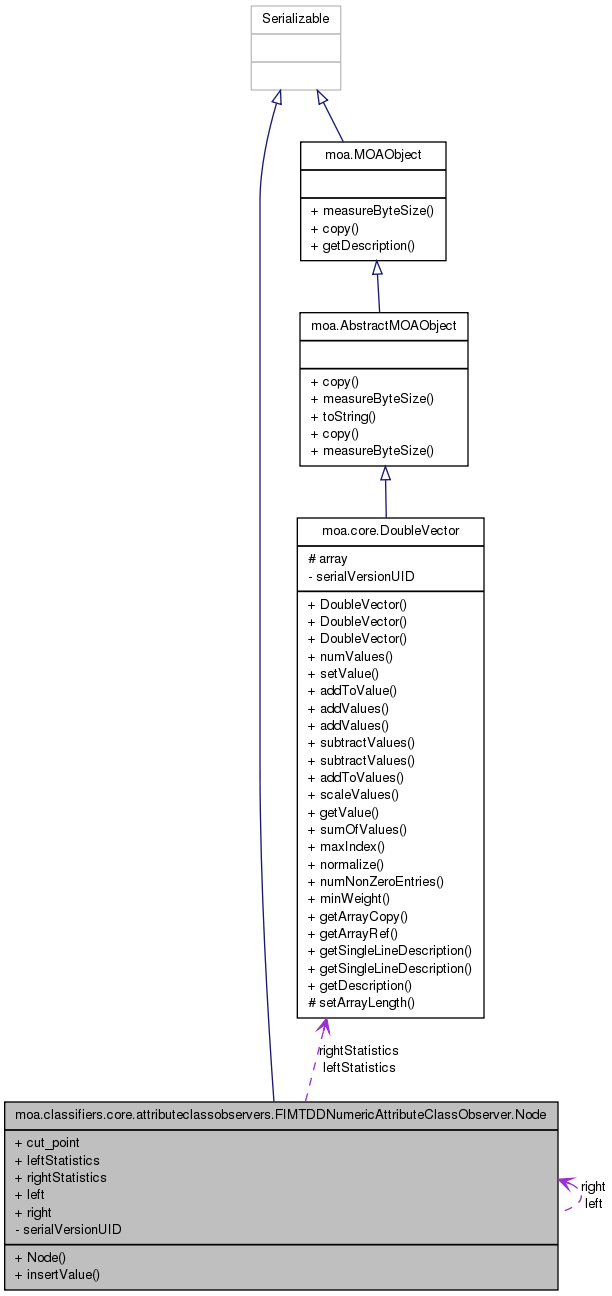 Serializable
moa.MOAObject
+ measureByteSize()
+ copy()
+ getDescription()
moa.AbstractMOAObject
+ copy()
+ measureByteSize()
+ toString()
+ copy()
+ measureByteSize()
moa.core.DoubleVector
# array
- serialVersionUID
+ DoubleVector()
+ DoubleVector()
+ DoubleVector()
+ numValues()
+ setValue()
+ addToValue()
+ addValues()
+ addValues()
+ subtractValues()
+ subtractValues()
+ addToValues()
+ scaleValues()
+ getValue()
+ sumOfValues()
+ maxIndex()
+ normalize()
+ numNonZeroEntries()
+ minWeight()
+ getArrayCopy()
+ getArrayRef()
+ getSingleLineDescription()
+ getSingleLineDescription()
+ getDescription()
# setArrayLength()
rightStatistics
leftStatistics
moa.classifiers.core.attributeclassobservers.FIMTDDNumericAttributeClassObserver.Node
+ cut_point
+ leftStatistics
+ rightStatistics
+ left
+ right
- serialVersionUID
+ Node()
+ insertValue()
right
left